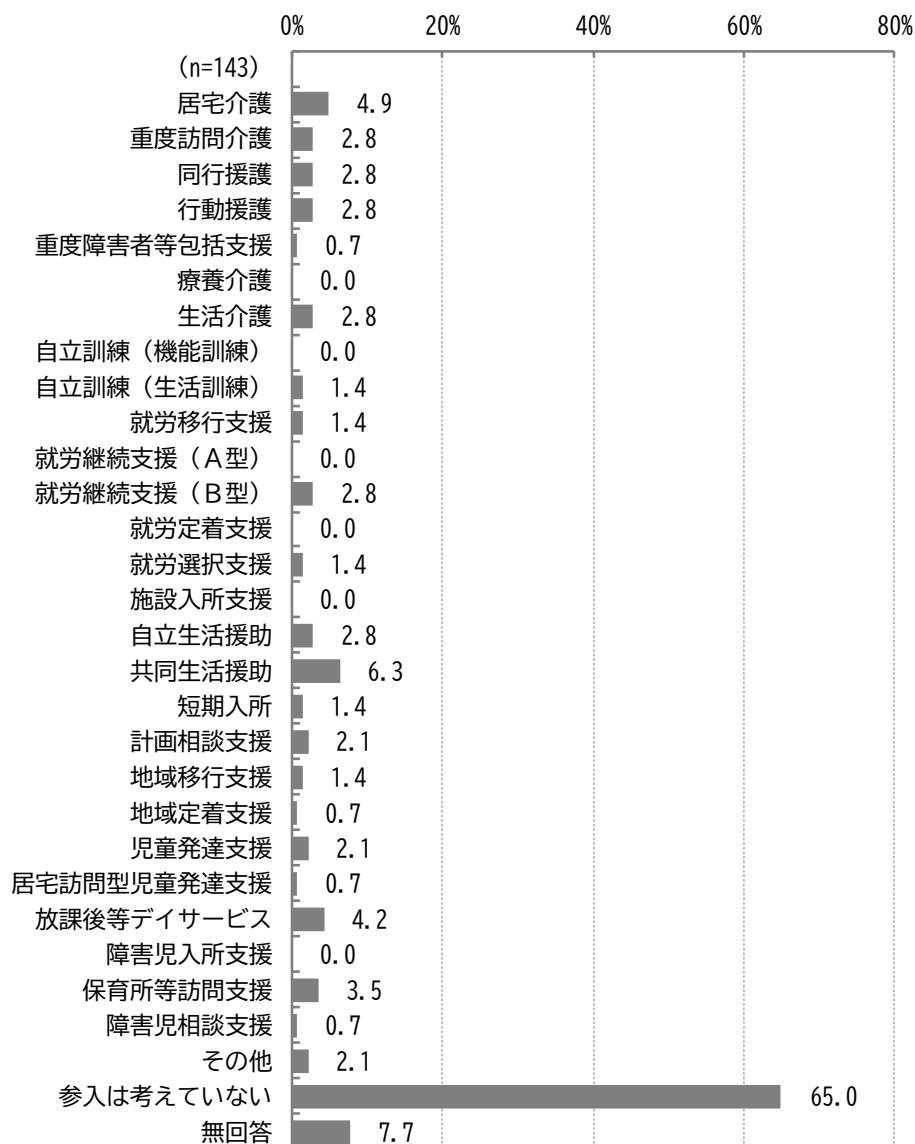 0% 20% 40% 60% 80%
(n=143)
居宅介護 4.9
重度訪問介護 2.8
同行援護 2.8
行動援護 2.8
重度障害者等包括支援 0.7
療養介護 0.0
生活介護 2.8
自立訓練（機能訓練） 0.0
自立訓練（生活訓練） 1.4
就労移行支援 1.4
就労継続支援（Ａ型） 0.0
就労継続支援（Ｂ型） 2.8
就労定着支援 0.0
就労選択支援 1.4
施設入所支援 0.0
自立生活援助 2.8
共同生活援助 6.3
短期入所 1.4
計画相談支援 2.1
地域移行支援 1.4
地域定着支援 0.7
児童発達支援 2.1
居宅訪問型児童発達支援 0.7
放課後等デイサービス 4.2
障害児入所支援 0.0
保育所等訪問支援 3.5
障害児相談支援 0.7
その他 2.1
参入は考えていない 65.0
無回答 7.7